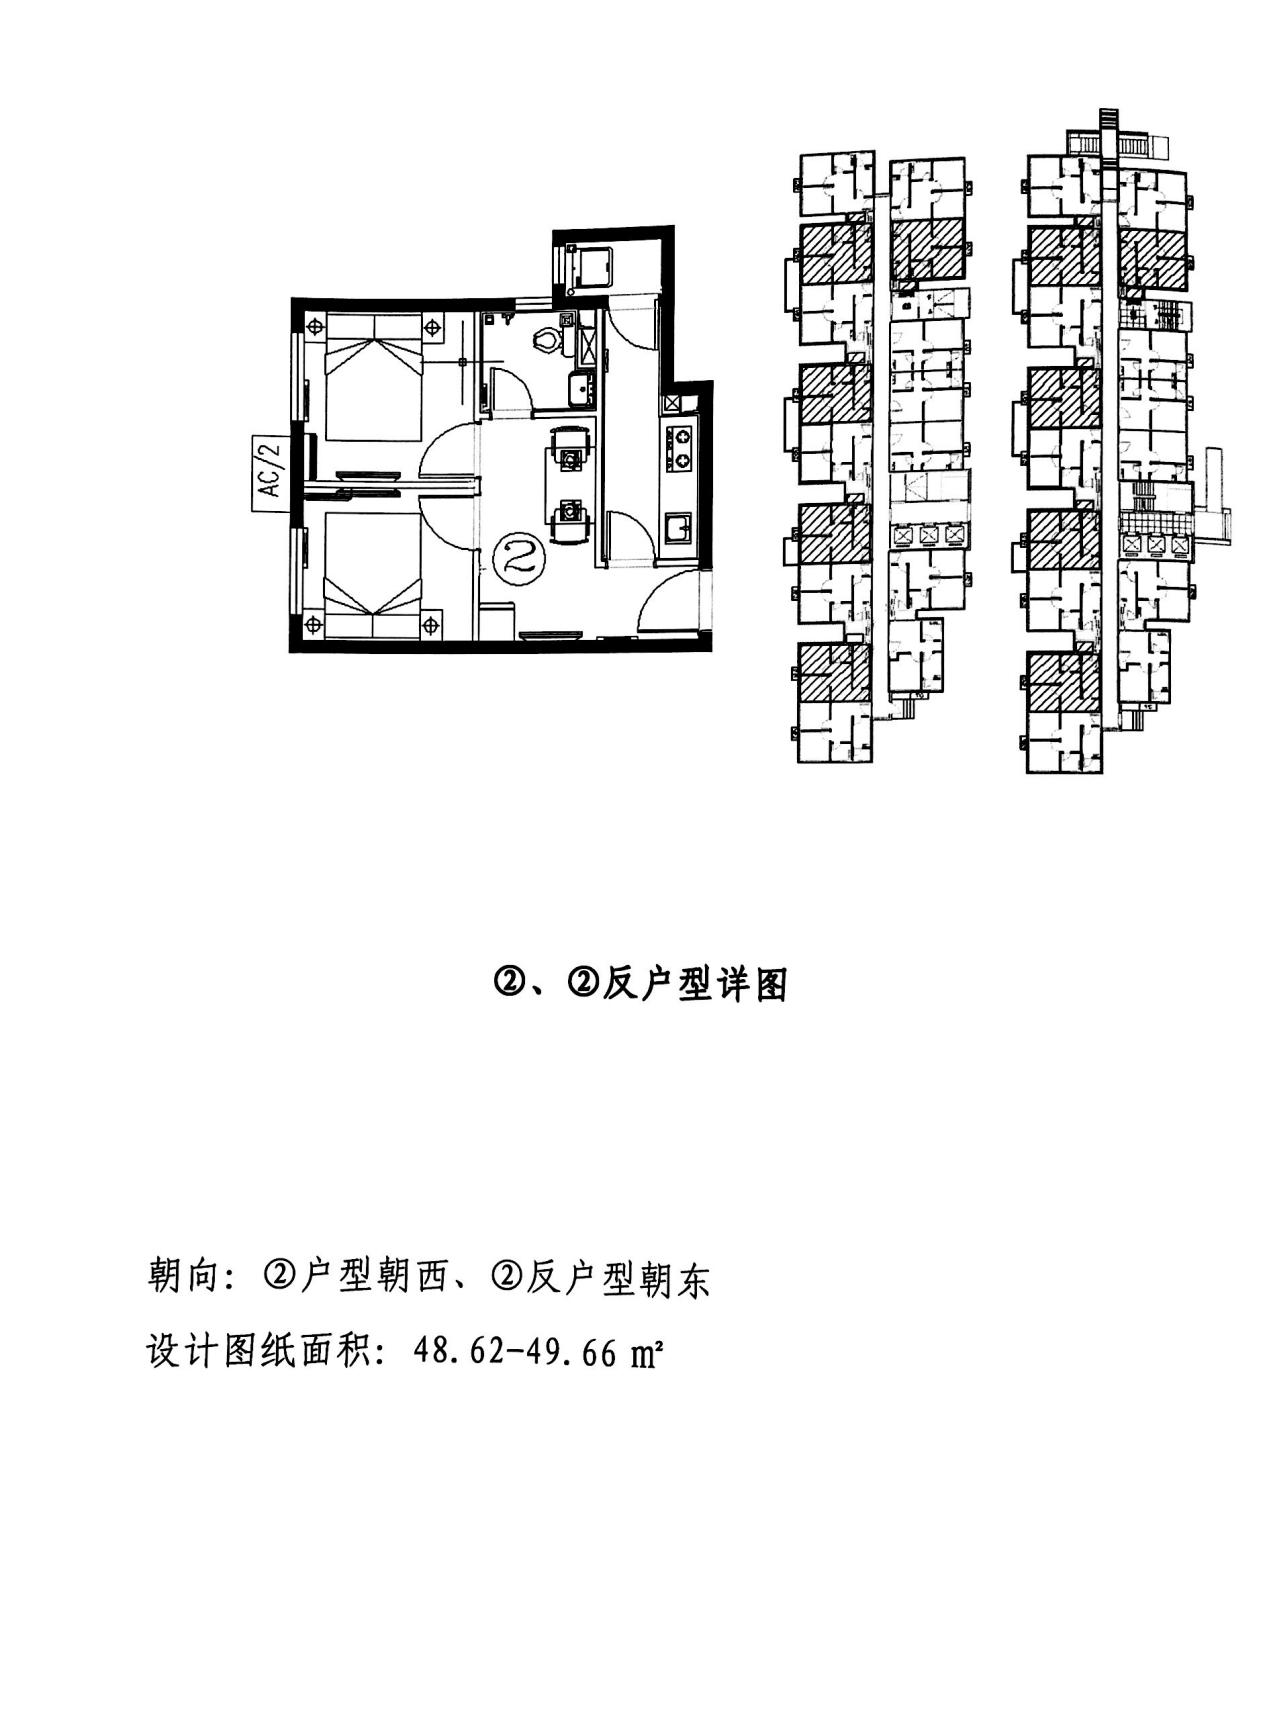 AC/2
②
②、②反户型详图
朝向：②户型朝西、②反户型朝东
设计图纸面积：48.62-49.66 ㎡